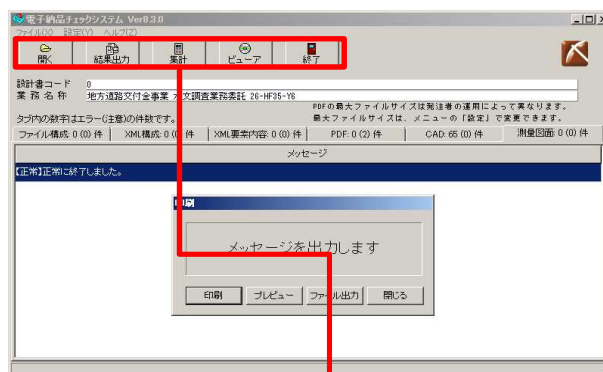 電子納品チェックシステム Ver8.3.0
ファイル(X) 設定(Y) ヘルプ(Z)
開く 結果出力 集計 ビューア 終了
設計書コード 0
業務名称 地方道路交付金事業 水文調査業務委託 26-HF35-Y6
PDFの最大ファイルサイズは発注者の運用によって異なります。
タブ内の数字はエラー(注意)の件数です。 最大ファイルサイズは、メニューの「設定」で変更できます。
ファイル構成: 0 (0) 件 XML構成: 0 (0) 件 XML要素内容: 0 (0) 件 PDF: 0 (2) 件 CAD: 65 (0) 件 測量図面: 0 (0) 件
メッセージ
【正常】正常に終了しました。
印刷
メッセージを出力します
印刷 プレビュー ファイル出力 閉じる